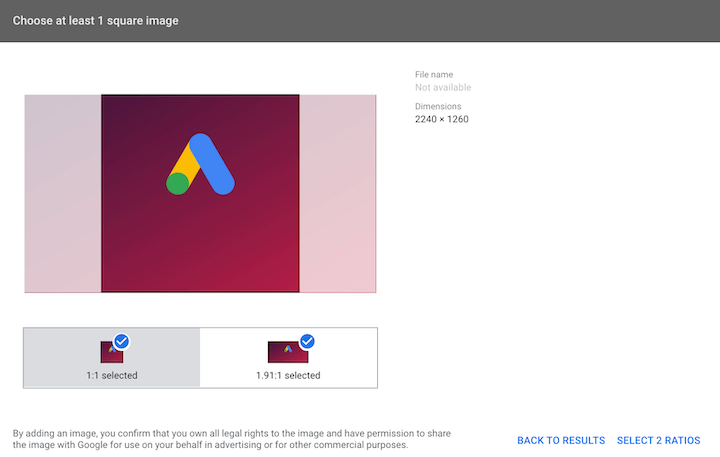 Choose at least 1 square image
File name
Not available
Dimensions
2240 × 1260
1:1 selected
1.91:1 selected
By adding an image, you confirm that you own all legal rights to the image and have permission to share
the image with Google for use on your behalf in advertising or for other commercial purposes.
BACK TO RESULTS
SELECT 2 RATIOS